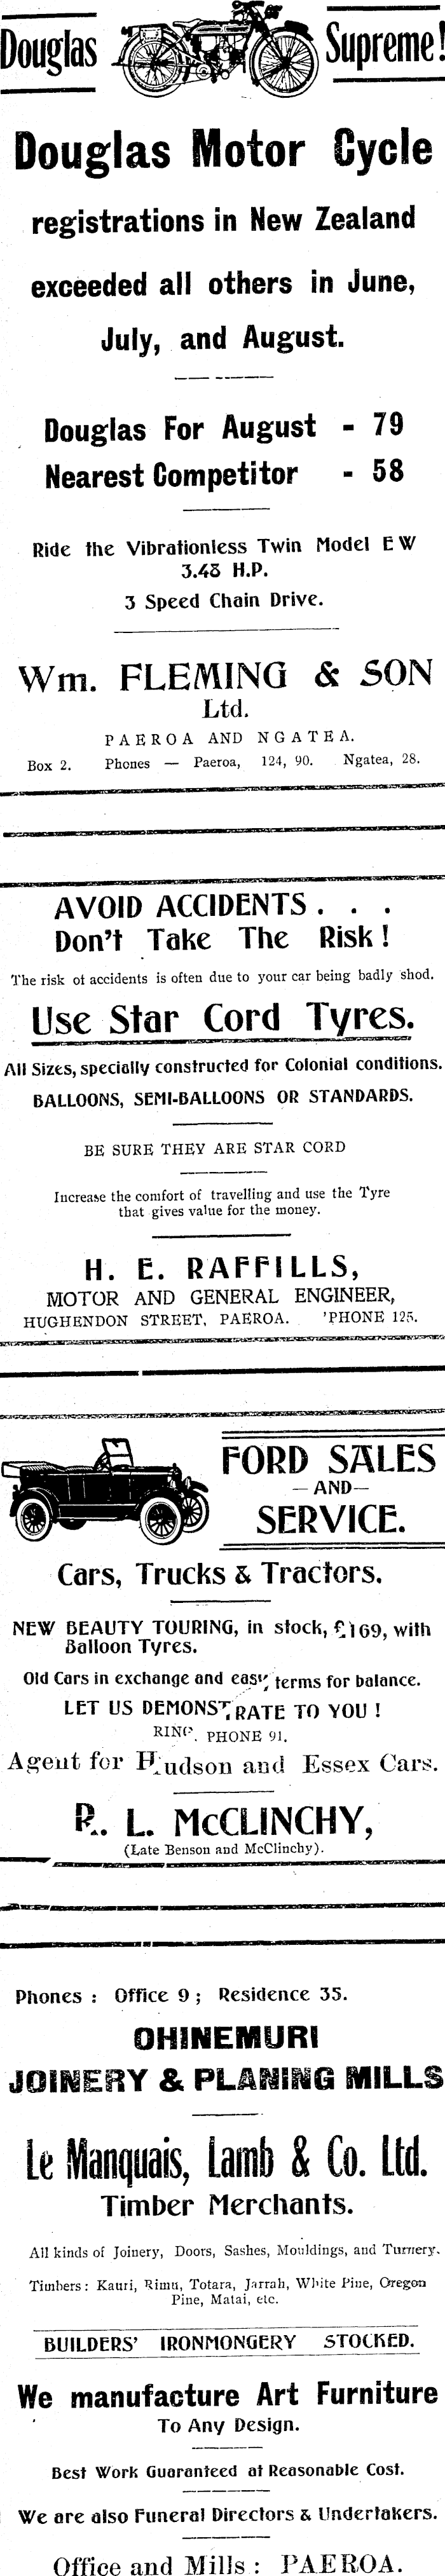 Douglas Supreme!
Douglas Motor Cycle
registrations in New Zealand
exceeded all others in June,
July, and August.
Douglas For August - 79
Nearest Competitor - 58
Ride the Vibrationless Twin Model EW
3.48 H.P.
3 Speed Chain Drive.
Wm. FLEMING & SON
Ltd.
PAEROA AND NGATEA.
Box 2. Phones — Paeroa, 124, 90. Ngatea, 28.
AVOID ACCIDENTS . . .
Don't Take The Risk!
The risk of accidents is often due to your car being badly shod.
Use Star Cord Tyres.
All Sizes, specially constructed for Colonial conditions.
BALLOONS, SEMI-BALLOONS OR STANDARDS.
BE SURE THEY ARE STAR CORD
Increase the comfort of travelling and use the Tyre
that gives value for the money.
H. E. RAFFILLS,
MOTOR AND GENERAL ENGINEER,
HUGHENDON STREET, PAEROA. 'PHONE 125.
FORD SALES
—AND—
SERVICE.
Cars, Trucks & Tractors.
NEW BEAUTY TOURING, in stock, £169, with
Balloon Tyres.
Old Cars in exchange and easy terms for balance.
LET US DEMONSTRATE TO YOU !
RING PHONE 91.
Agent for Hudson and Essex Cars.
R. L. McCLINCHY,
(Late Benson and McClinchy).
Phones : Office 9 ; Residence 35.
OHINEMURI
JOINERY & PLANING MILLS
Le Manquais, Lamb & Co. Ltd.
Timber Merchants.
All kinds of Joinery, Doors, Sashes, Mouldings, and Turnery.
Timbers : Kauri, Rimu, Totara, Jarrah, White Pine, Oregon
Pine, Matai, etc.
BUILDERS' IRONMONGERY STOCKED.
We manufacture Art Furniture
To Any Design.
Best Work Guaranteed at Reasonable Cost.
We are also Funeral Directors & Undertakers.
Office and Mills : PAEROA.